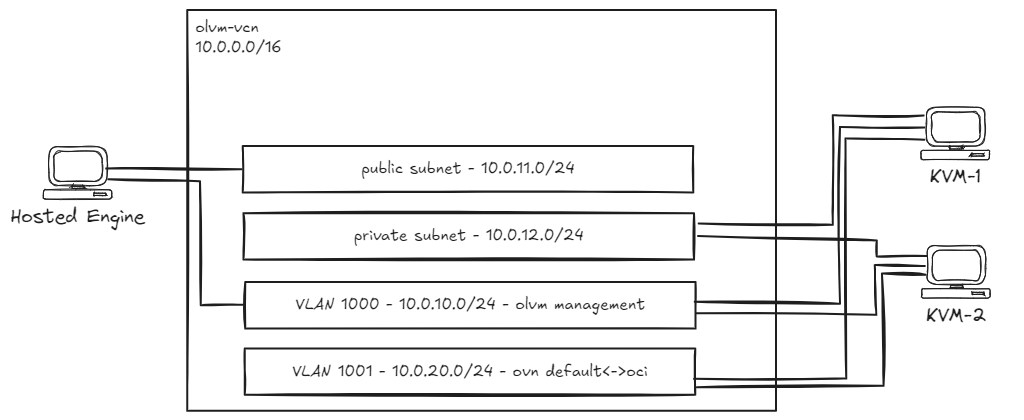 olvm-vcn
10.0.0.0/16
public subnet - 10.0.11.0/24
private subnet - 10.0.12.0/24
VLAN 1000 - 10.0.10.0/24 - olvm management
VLAN 1001 - 10.0.20.0/24 - ovn default<->oci
Hosted Engine
KVM-1
KVM-2